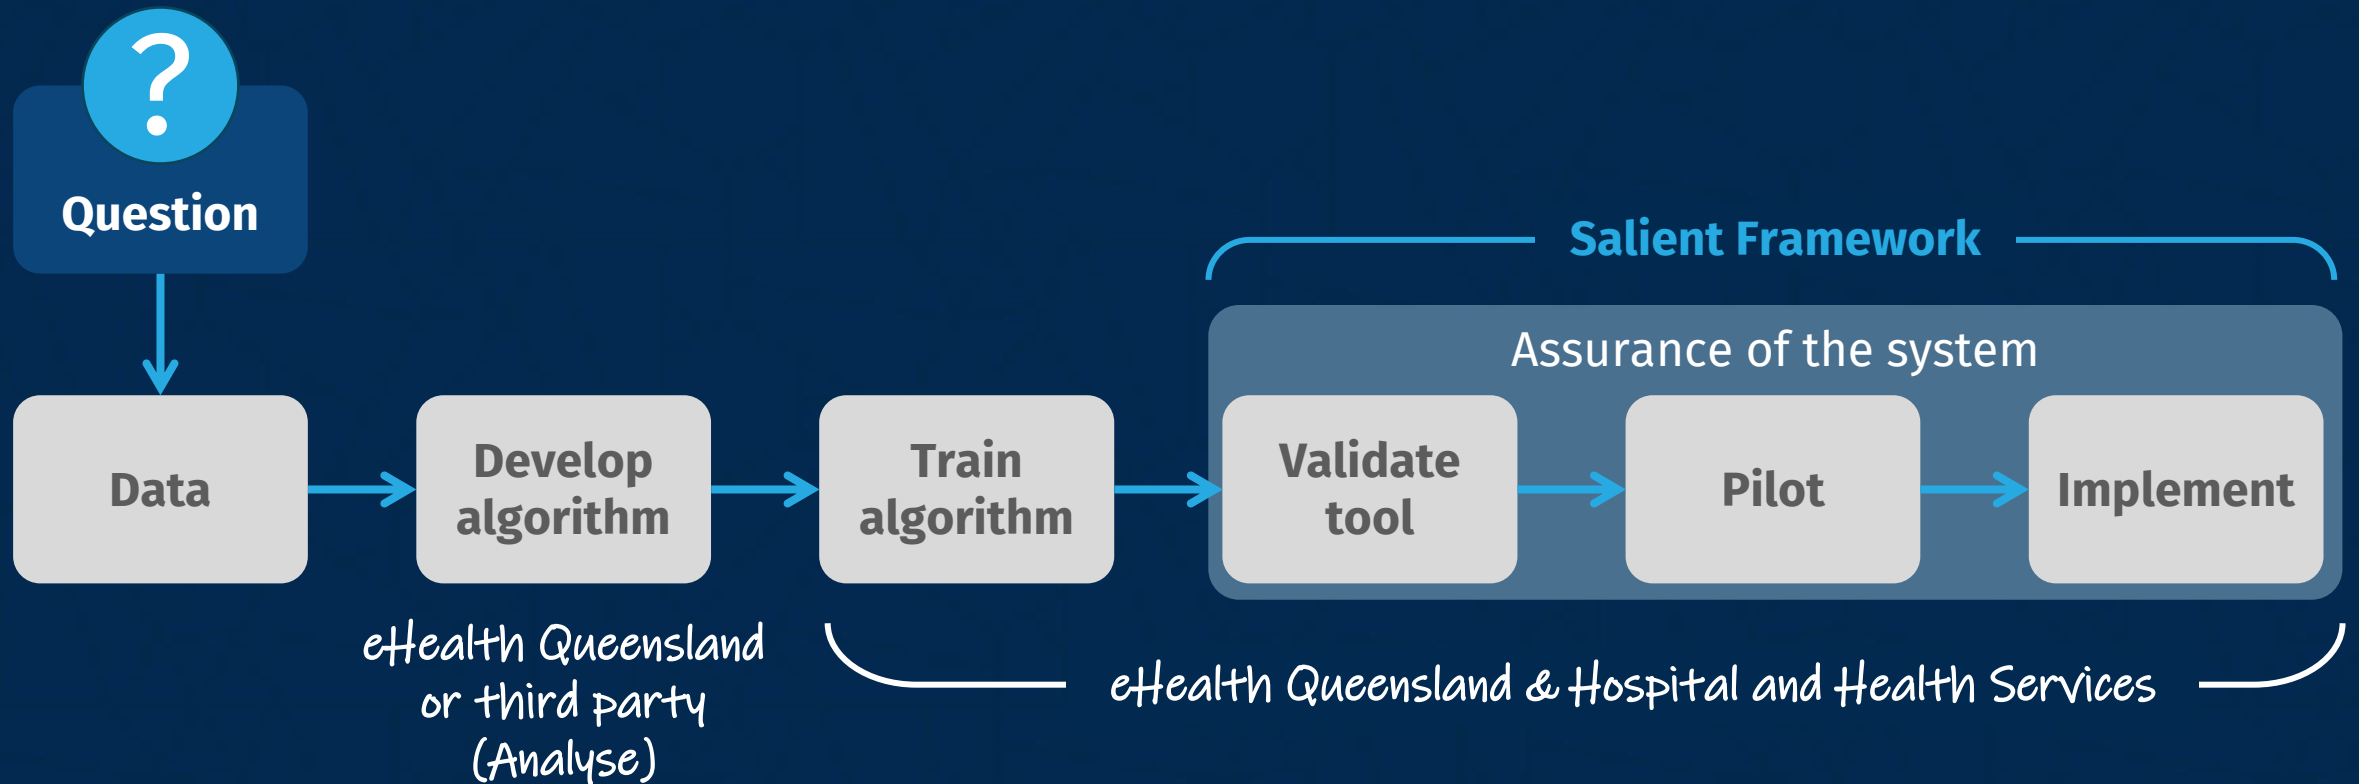 ?
Question
Salient Framework
Assurance of the system
Data
Develop
algorithm
Train
algorithm
Validate
tool
Pilot
Implement
eHealth Queensland
or third party
(Analyse)
eHealth Queensland & Hospital and Health Services